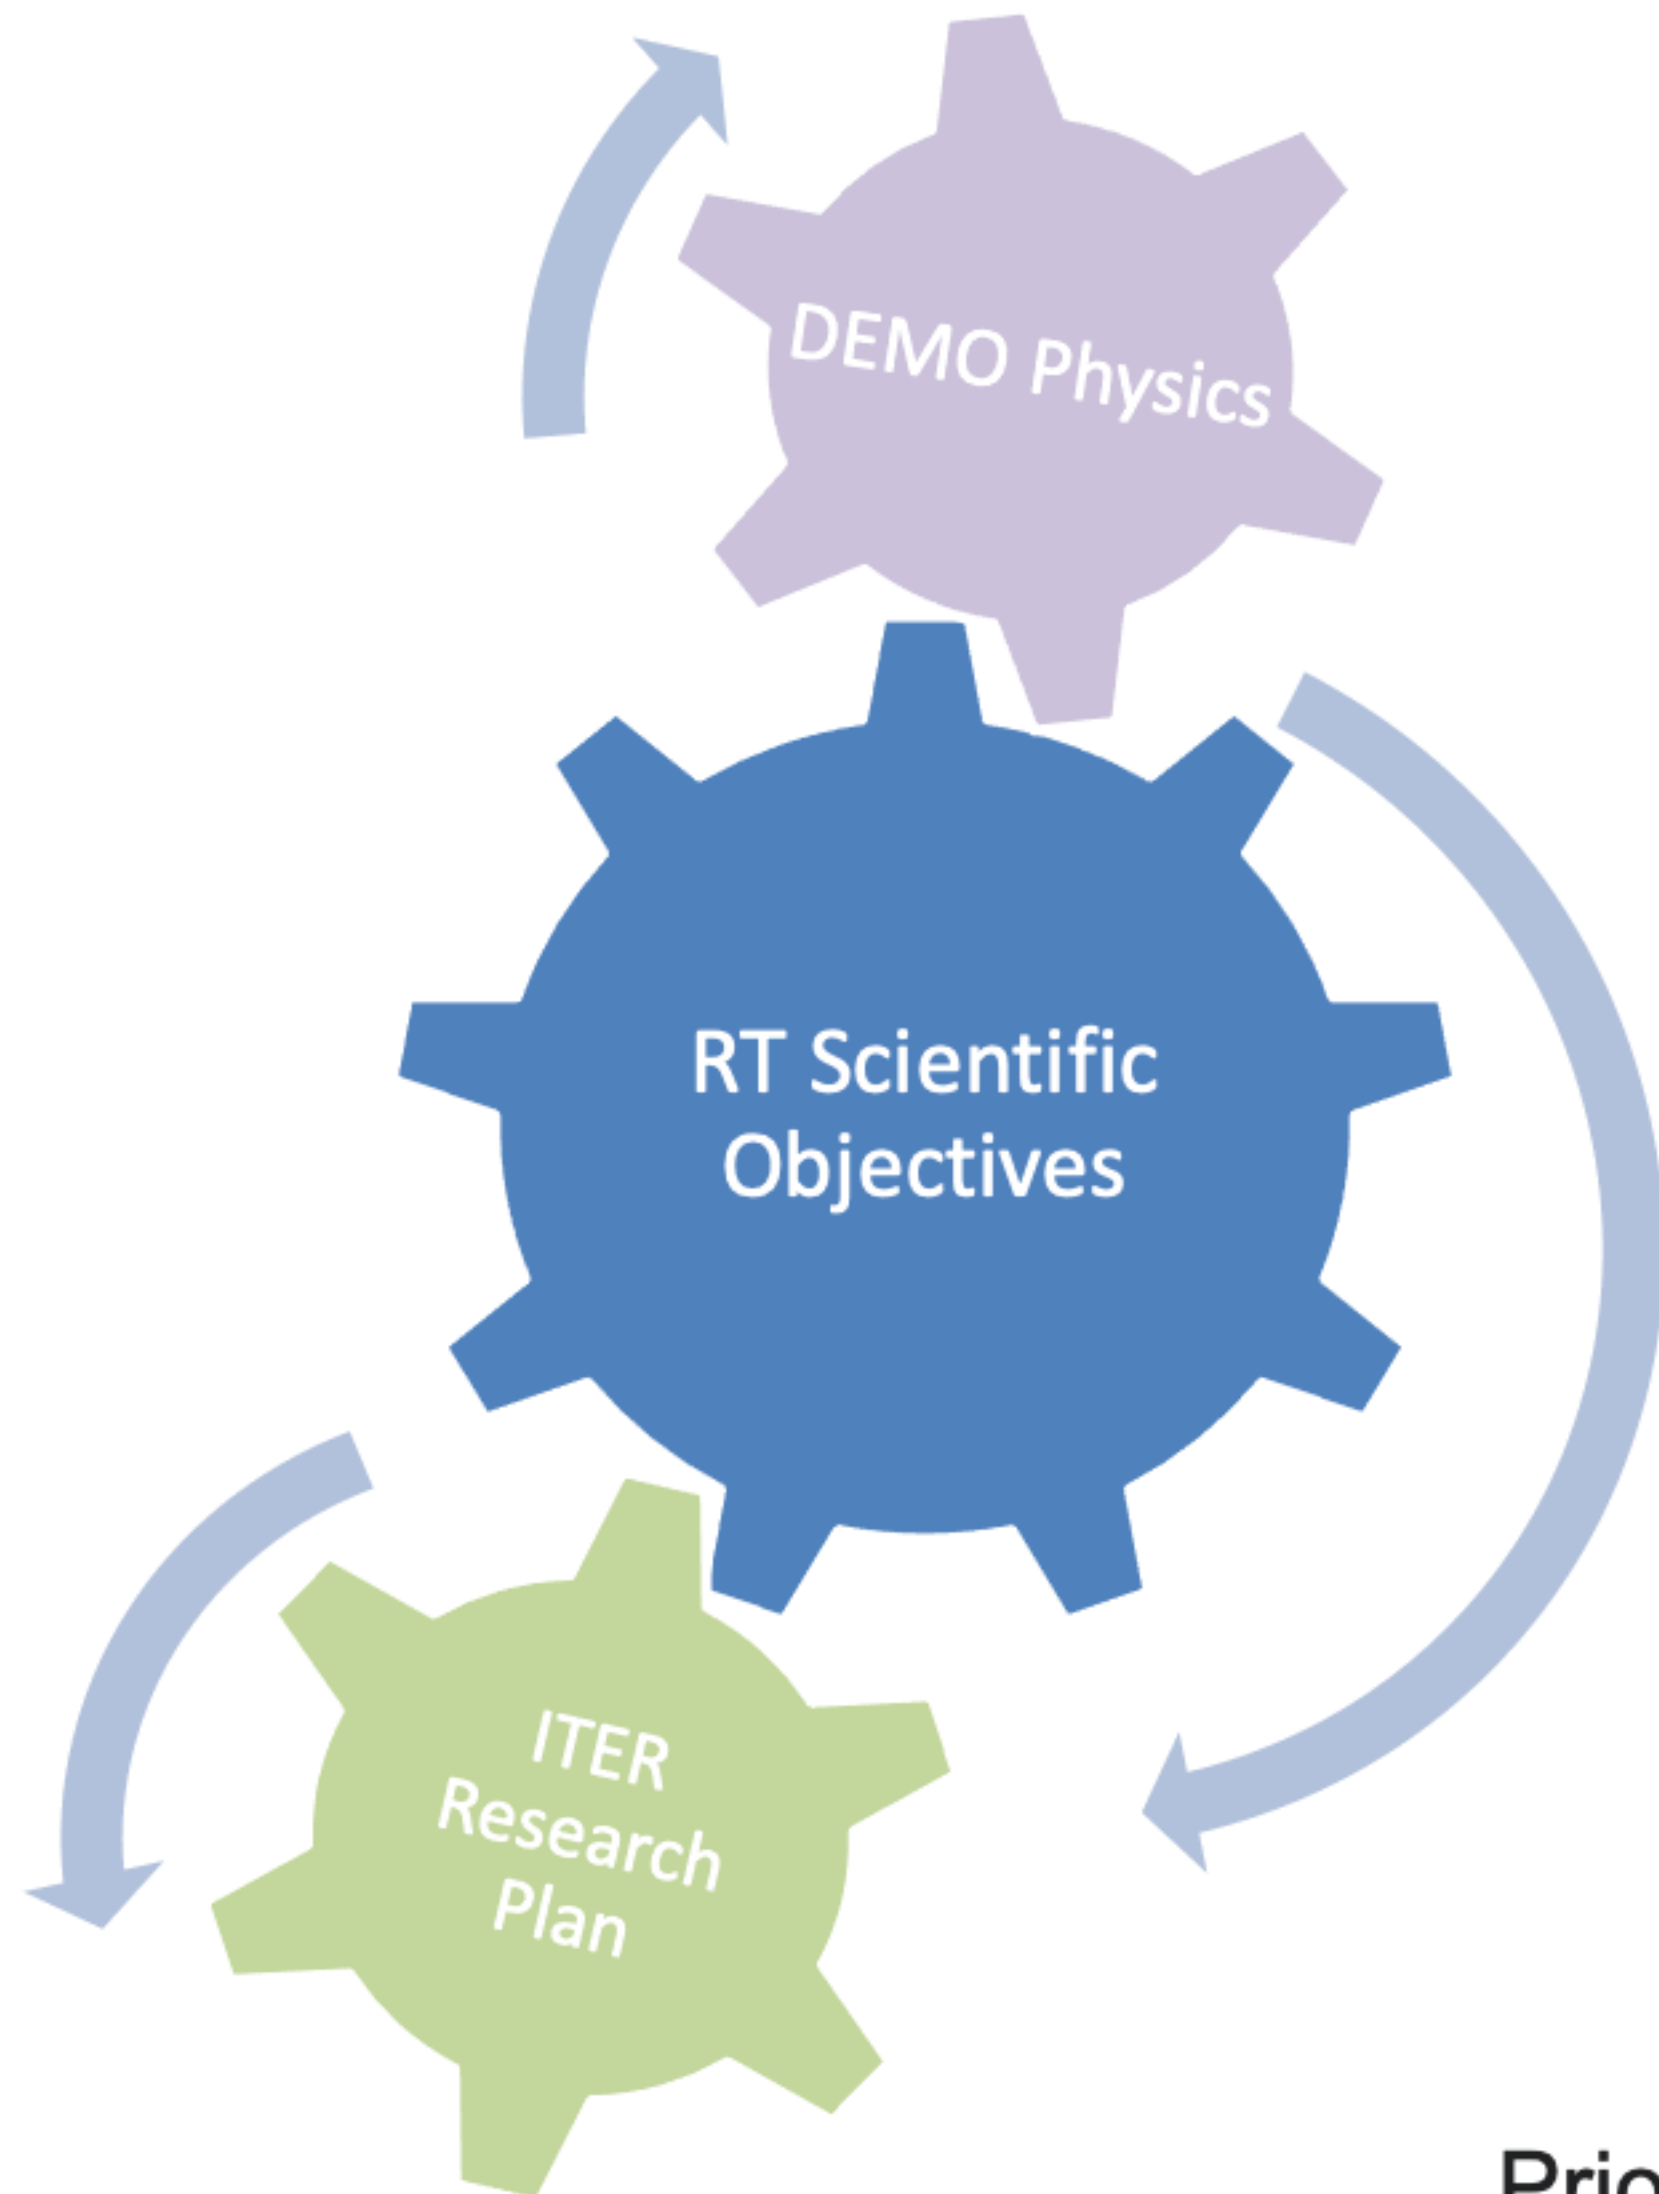 DEMO Physics
RT Scientific
Objectives
ITER
Research
Plan